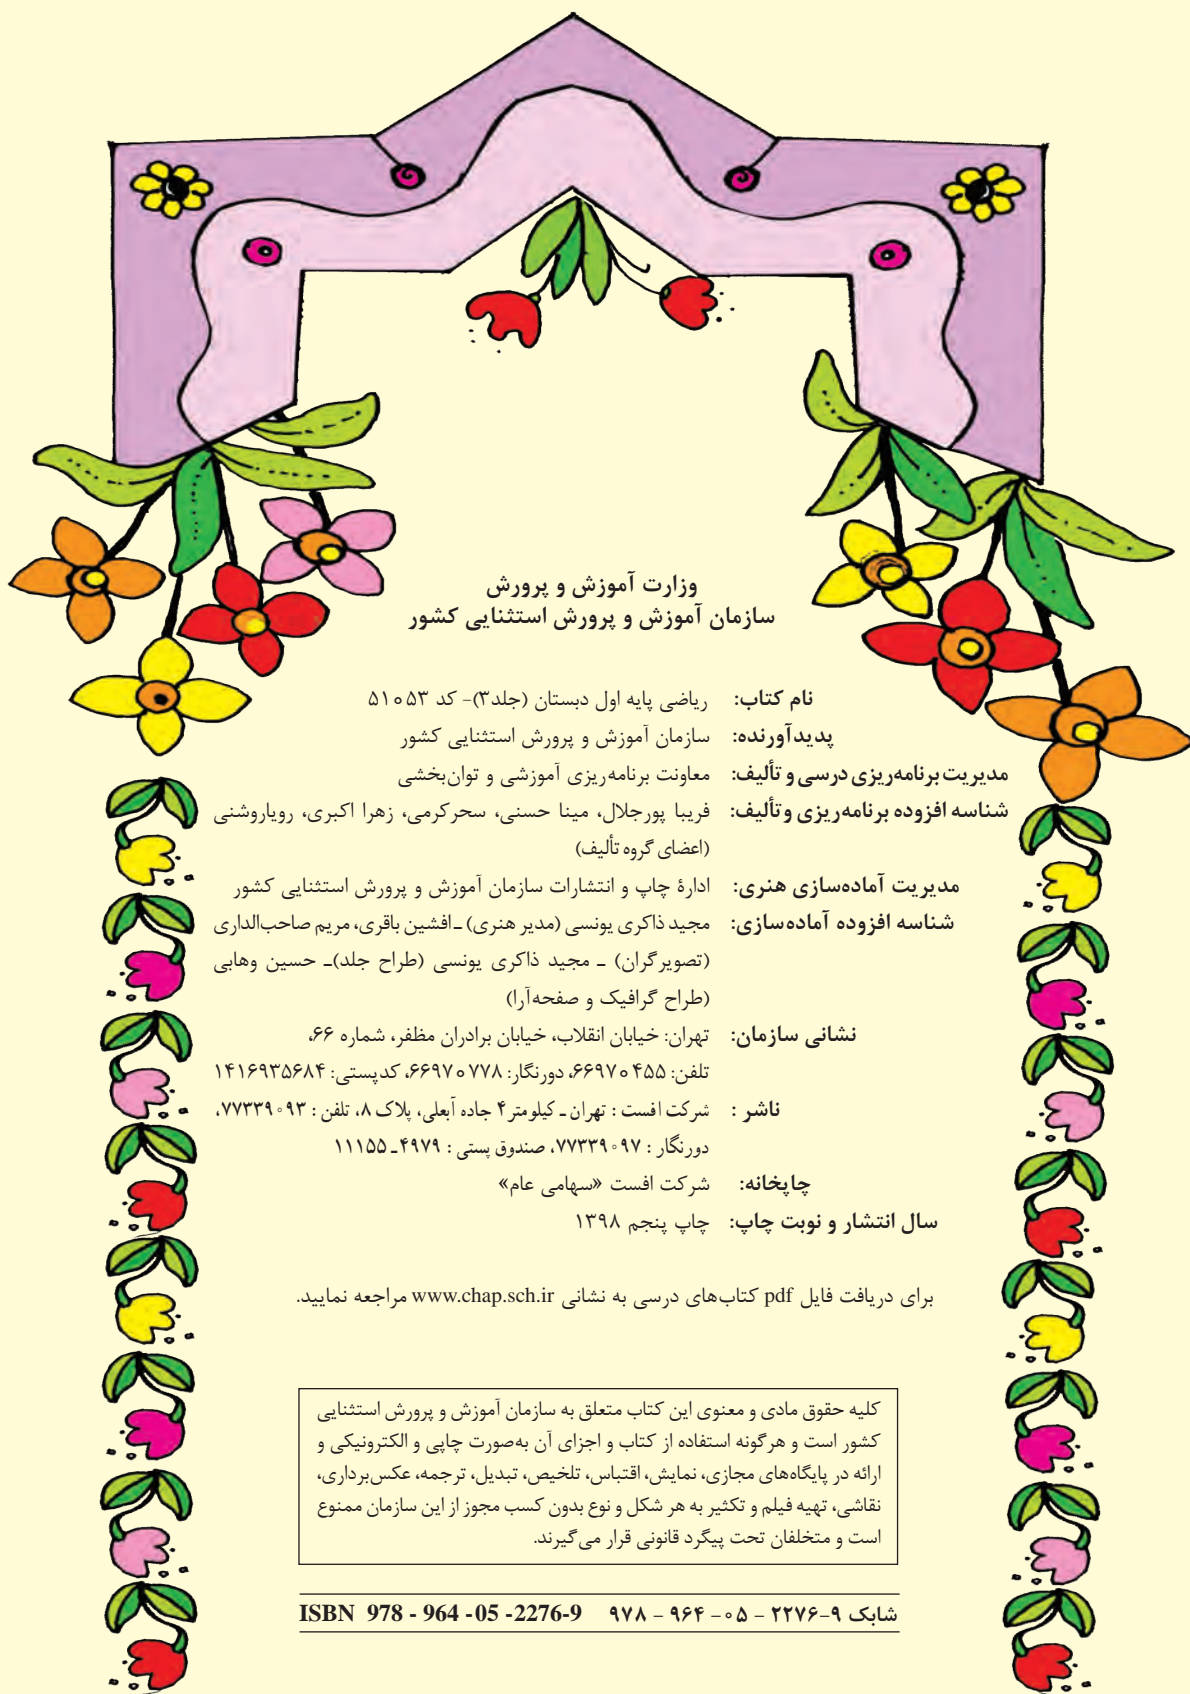 وزارت آموزش و پرورش
سازمان آموزش و پرورش استثنایی کشور
نام کتاب: ریاضی پایه اول دبستان (جلد۳)- کد ۵۱۰۵۳
پدیدآورنده: سازمان آموزش و پرورش استثنایی کشور
مدیریت برنامه‌ریزی درسی و تألیف: معاونت برنامه‌ریزی آموزشی و توان‌بخشی
شناسه افزوده برنامه‌ریزی و تألیف: فریبا پورجلال، مینا حسنی، سحرکرمی، زهرا اکبری، رویاروشنی
(اعضای گروه تألیف)
مدیریت آماده‌سازی هنری: ادارهٔ چاپ و انتشارات سازمان آموزش و پرورش استثنایی کشور
شناسه افزوده آماده‌سازی: مجید ذاکری یونسی (مدیر هنری) ـ افشین باقری، مریم صاحب‌الداری
(تصویرگران) ـ مجید ذاکری یونسی (طراح جلد)ـ حسین وهابی
(طراح گرافیک و صفحه‌آرا)
نشانی سازمان: تهران: خیابان انقلاب، خیابان برادران مظفر، شماره ۶۶،
تلفن: ۶۶۹۷۰۴۵۵، دورنگار: ۶۶۹۷۰۷۷۸، کدپستی: ۱۴۱۶۹۳۵۶۸۴
ناشر : شرکت افست : تهران ـ کیلومتر ۴ جاده آبعلی، پلاک ۸، تلفن : ۷۷۳۳۹۰۹۳،
دورنگار : ۷۷۳۳۹۰۹۷، صندوق پستی : ۴۹۷۹ ـ ۱۱۱۵۵
چاپخانه: شرکت افست «سهامی عام»
سال انتشار و نوبت چاپ: چاپ پنجم ۱۳۹۸
برای دریافت فایل pdf کتاب‌های درسی به نشانی www.chap.sch.ir مراجعه نمایید.
کلیه حقوق مادی و معنوی این کتاب متعلق به سازمان آموزش و پرورش استثنایی
کشور است و هرگونه استفاده از کتاب و اجزای آن به‌صورت چاپی و الکترونیکی و
ارائه در پایگاه‌های مجازی، نمایش، اقتباس، تلخیص، تبدیل، ترجمه، عکس‌برداری،
نقاشی، تهیه فیلم و تکثیر به هر شکل و نوع بدون کسب مجوز از این سازمان ممنوع
است و متخلفان تحت پیگرد قانونی قرار می‌گیرند.
شابک ۹-۲۲۷۶ - ۰۵ - ۹۶۴ - ۹۷۸ ISBN 978 - 964 -05 -2276-9